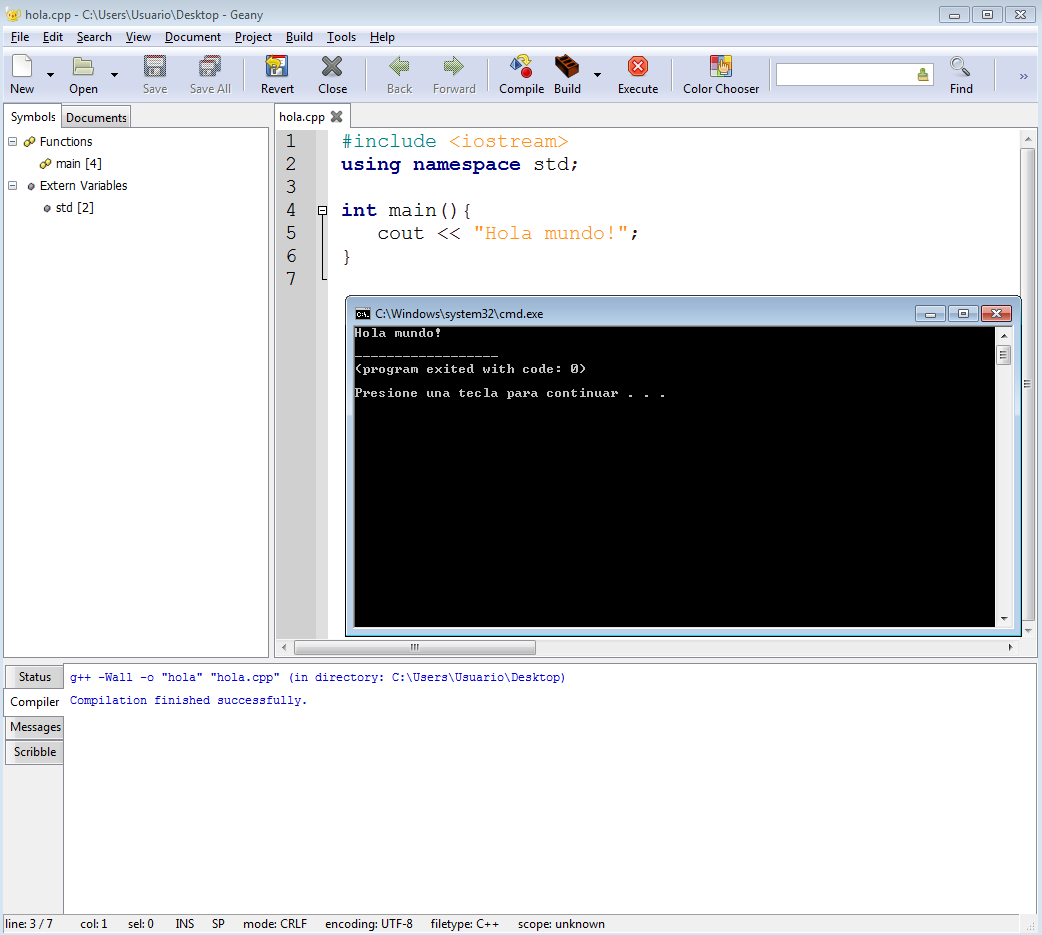 hola.cpp - C:\Users\Usuario\Desktop - Geany
File Edit Search View Document Project Build Tools Help
New Open Save Save All Revert Close Back Forward Compile Build Execute Color Chooser Find »
Symbols Documents
Functions
main [4]
Extern Variables
std [2]
hola.cpp
1 #include <iostream>
2 using namespace std;
3
4 int main(){
5 cout << "Hola mundo!";
6 }
7
C:\Windows\system32\cmd.exe
Hola mundo!
------------------
(program exited with code: 0)
Presione una tecla para continuar . . .
Status
Compiler
Messages
Scribble
g++ -Wall -o "hola" "hola.cpp" (in directory: C:\Users\Usuario\Desktop)
Compilation finished successfully.
line: 3 / 7 col: 1 sel: 0 INS SP mode: CRLF encoding: UTF-8 filetype: C++ scope: unknown